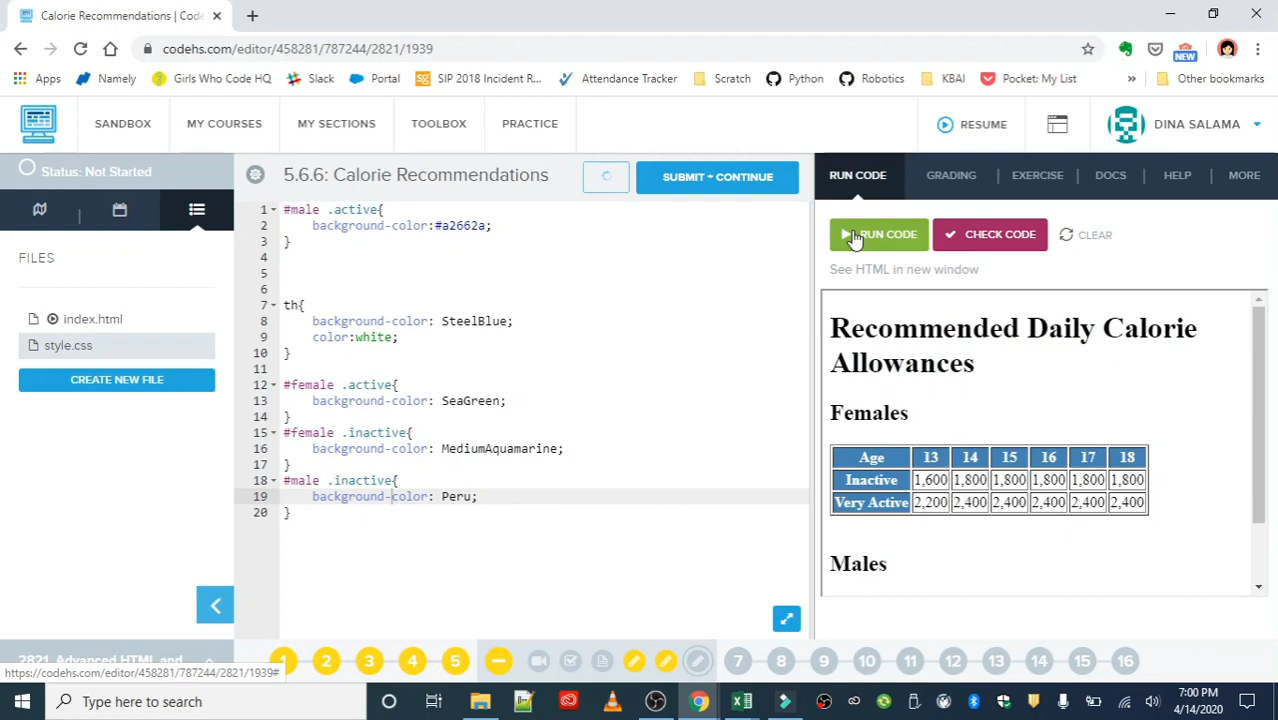 Calorie Recommendations | Code
codehs.com/editor/458281/787244/2821/1939
NEW
Apps Namely Girls Who Code HQ Slack Portal SIP 2018 Incident R... Attendance Tracker Scratch Python Robotics KBAI Pocket: My List » Other bookmarks
SANDBOX MY COURSES MY SECTIONS TOOLBOX PRACTICE RESUME DINA SALAMA
Status: Not Started
5.6.6: Calorie Recommendations
SUBMIT + CONTINUE
RUN CODE GRADING EXERCISE DOCS HELP MORE
FILES
index.html
style.css
CREATE NEW FILE
1 #male .active{
2 background-color:#a2662a;
3 }
4
5
6
7 th{
8 background-color: SteelBlue;
9 color:white;
10 }
11
12 #female .active{
13 background-color: SeaGreen;
14 }
15 #female .inactive{
16 background-color: MediumAquamarine;
17 }
18 #male .inactive{
19 background-color: Peru;
20 }
RUN CODE CHECK CODE CLEAR
See HTML in new window
Recommended Daily Calorie
Allowances
Females
Age 13 14 15 16 17 18
Inactive 1,600 1,800 1,800 1,800 1,800 1,800
Very Active 2,200 2,400 2,400 2,400 2,400 2,400
Males
2821. Advanced HTML and
https://codehs.com/editor/458281/787244/2821/1939#
1 2 3 4 5 7 8 9 10 11 12 13 14 15 16
Type here to search
7:00 PM
4/14/2020